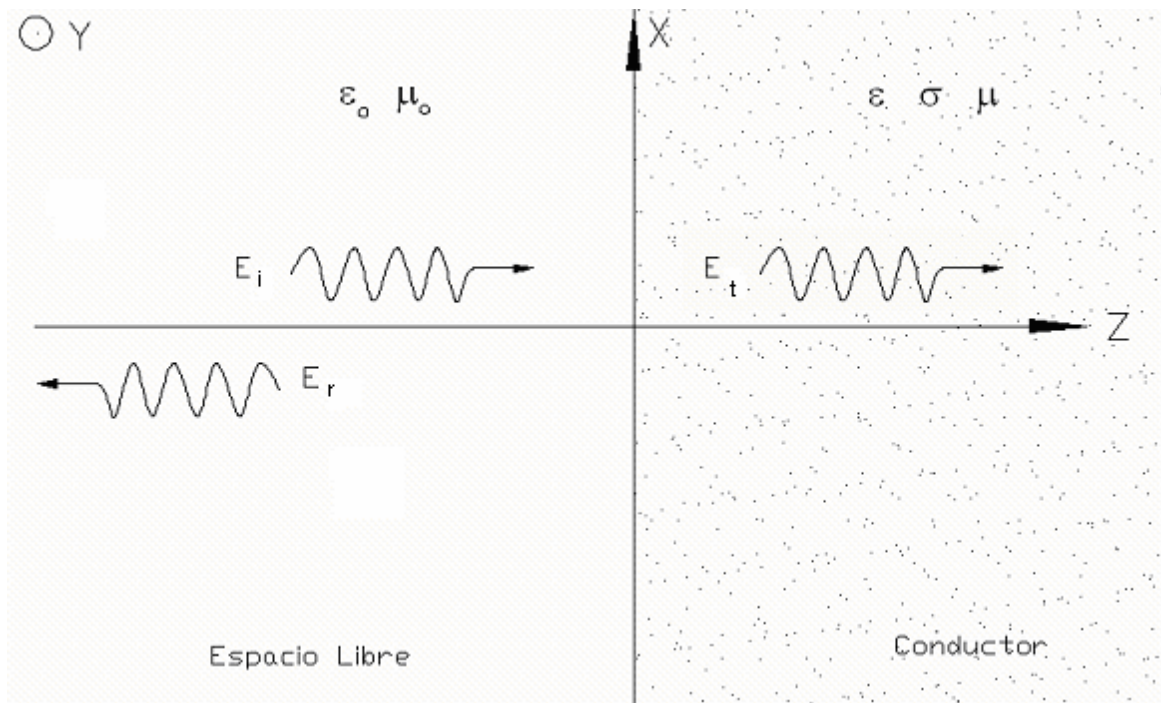 Y
X
ε₀ μ₀
ε σ μ
Eᵢ
Eₜ
Z
Eᵣ
Espacio Libre
Conductor